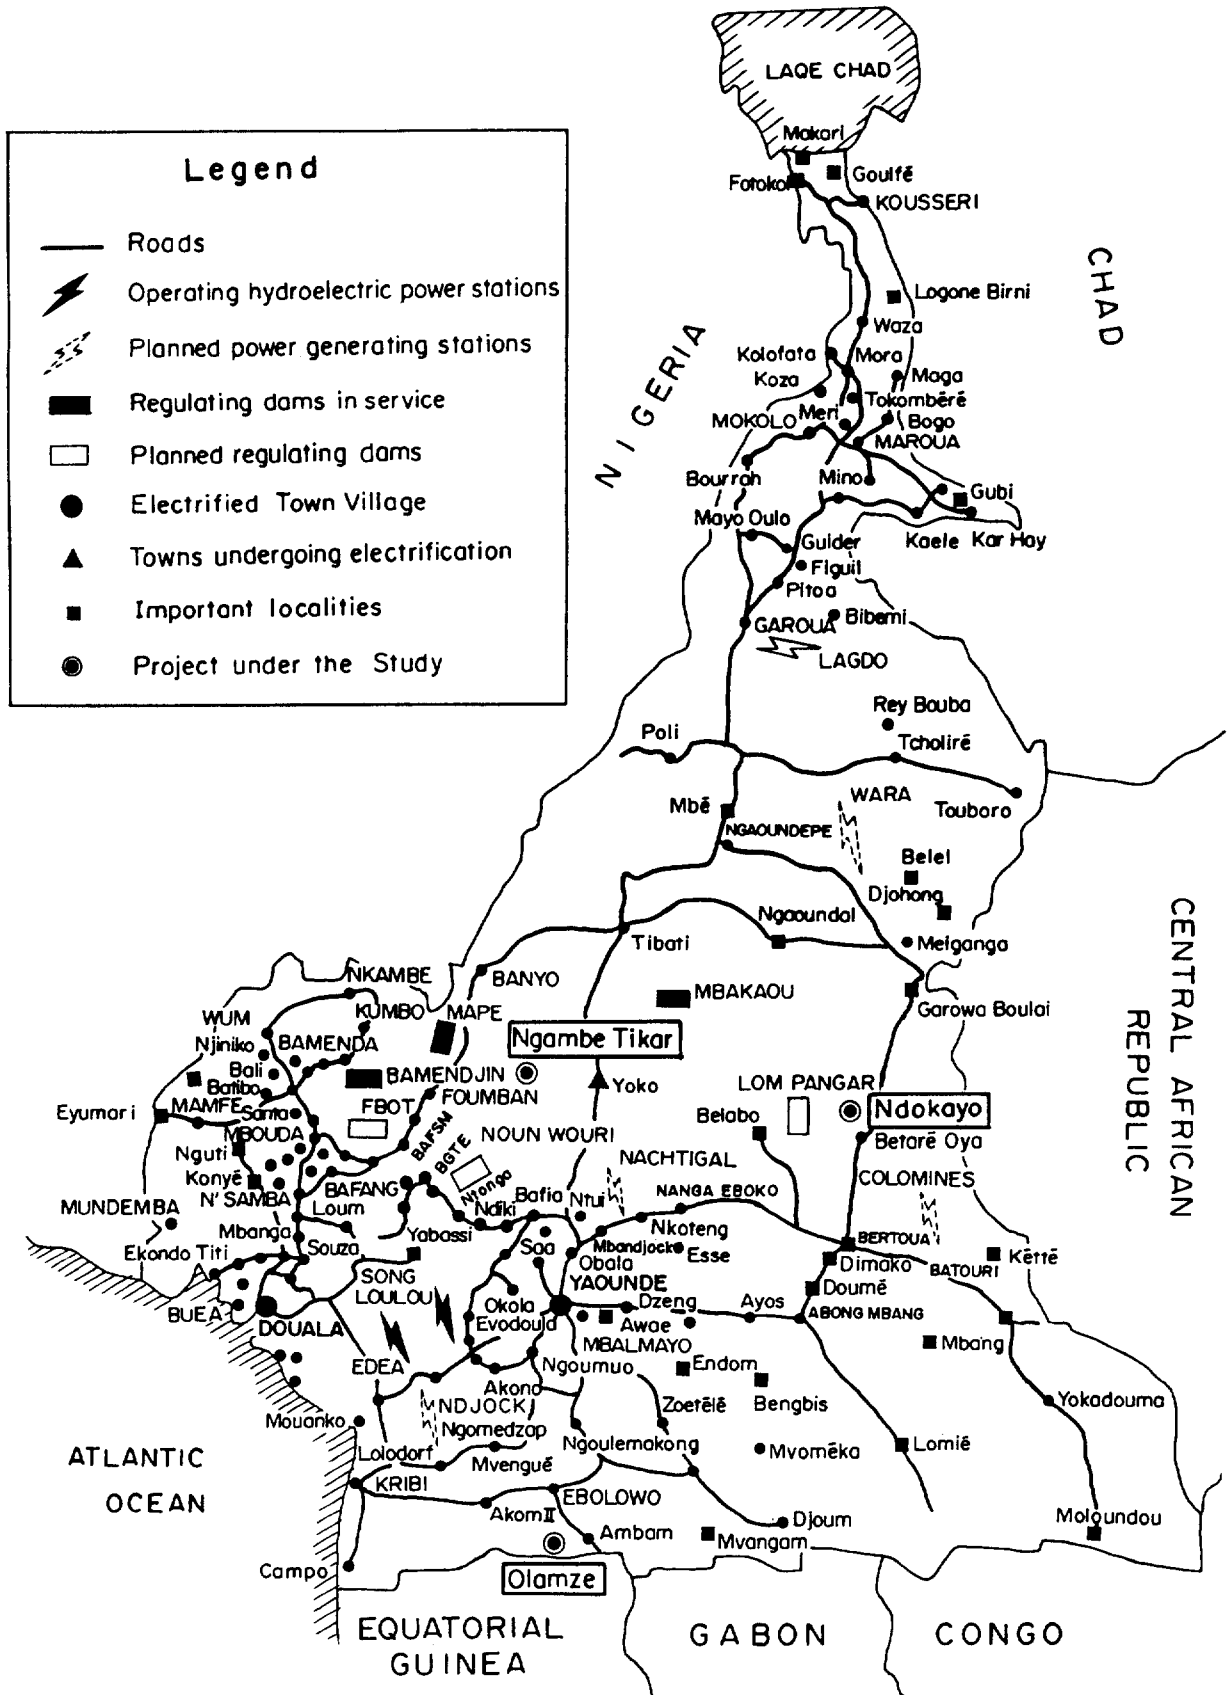 LAQE CHAD
Makari
Fotokol
Goulfé
KOUSSERI
Legend
Roads
Operating hydroelectric power stations
Planned power generating stations
Regulating dams in service
Planned regulating dams
Electrified Town Village
Towns undergoing electrification
Important localities
Project under the Study
CHAD
NIGERIA
Logone Birni
Waza
Kolofata
Mora
Koza
Maga
Tokombéré
Meri
MOKOLO
Bogo
MAROUA
Bourrah
Mino
Gubi
Mayo Oulo
Guider
Kaele
Kar Hay
Figuil
Pitoa
Bibemi
GAROUA
LAGDO
Rey Bouba
Poli
Tcholiré
WARA
Touboro
Mbé
NGAOUNDEPE
Belel
Djohong
Ngaoundal
Tibati
Meiganga
BANYO
NKAMBE
MBAKAOU
Garowa Boulai
KUMBO
MAPE
WUM
Njiniko
BAMENDA
Ngambe Tikar
Bali
Batibo
BAMENDJIN
Yoko
LOM PANGAR
Ndokayo
FOUMBAN
Eyumari
MAMFE
Santa
FBOT
Belabo
MBOUDA
BAFSM
BGTE
NOUN WOURI
Betaré Oya
Nguti
NACHTIGAL
COLOMINES
Konyé
BAFANG
Ntonga
N'SAMBA
Bafia
Ntui
NANGA EBOKO
MUNDEMBA
Loum
Ndiki
Mbanga
Yabassi
Nkoteng
Saa
Mbandjock
Esse
BERTOUA
Kétté
Ekondo Titi
Souza
Obala
Dimako
BATOURI
SONG
LOULOU
YAOUNDE
Doumé
BUEA
DOUALA
Okola
Evodoula
Dzeng
Awae
Ayos
ABONG MBANG
MBALMAYO
Mbang
EDEA
Ngoumuo
Endom
Akono
Bengbis
Yokadouma
NDJOCK
Zoetélé
Mouanko
Ngomedzap
Ngoulemakong
Lolodorf
Mvoméka
Lomié
ATLANTIC
OCEAN
Mvengué
KRIBI
EBOLOWO
Akom II
Djoum
Moloundou
Ambam
Mvangam
Campo
Olamze
CENTRAL AFRICAN
REPUBLIC
EQUATORIAL
GUINEA
GABON
CONGO